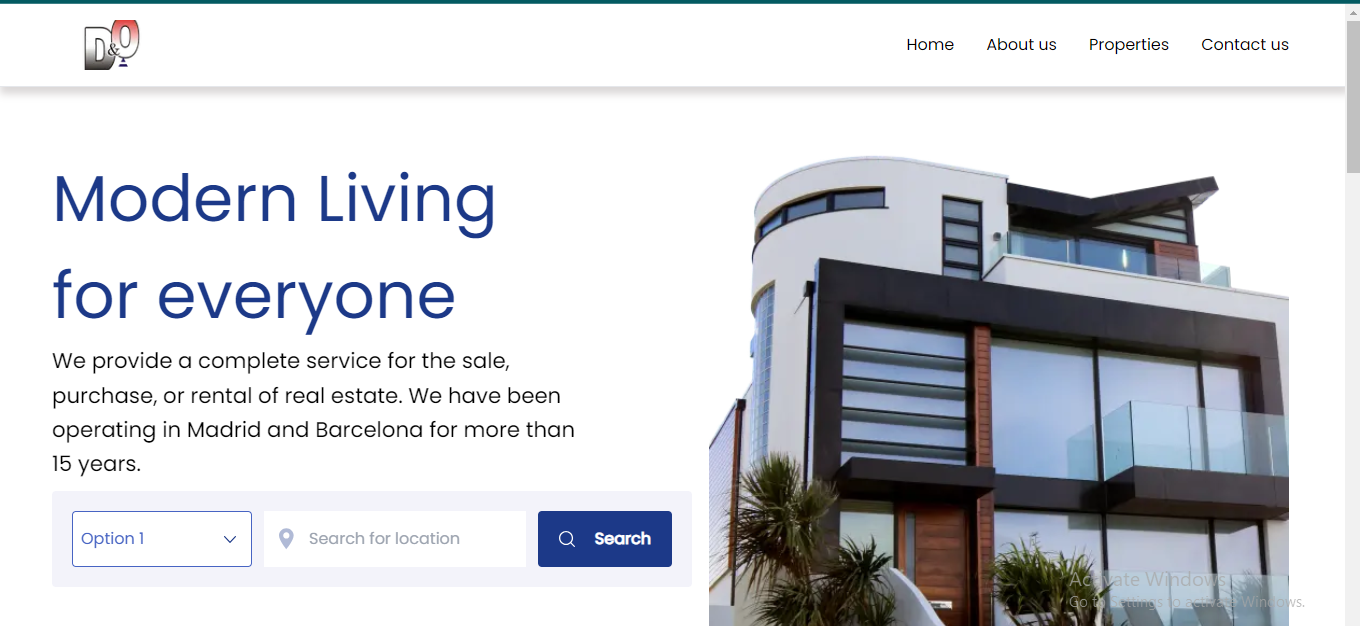 D&O
Home About us Properties Contact us
Modern Living
for everyone
We provide a complete service for the sale,
purchase, or rental of real estate. We have been
operating in Madrid and Barcelona for more than
15 years.
Option 1 Search for location Search
Activate Windows
Go to Settings to activate Windows.